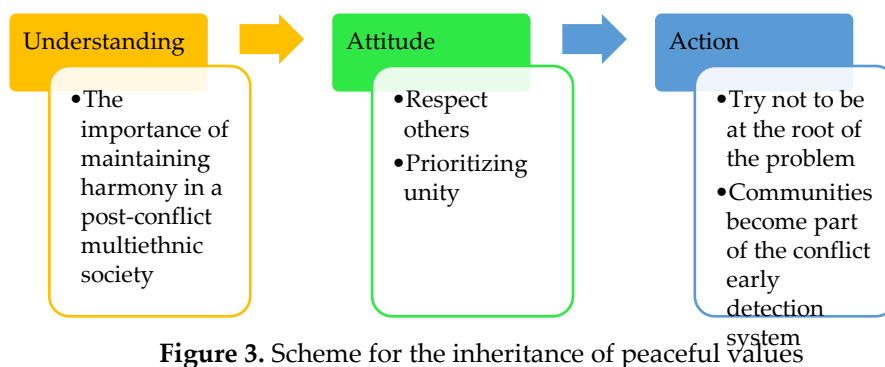 Understanding
•The
importance of
maintaining
harmony in a
post-conflict
multiethnic
society
Attitude
•Respect
others
•Prioritizing
unity
Action
•Try not to be
at the root of
the problem
•Communities
become part
of the conflict
early
detection
system
Figure 3. Scheme for the inheritance of peaceful values